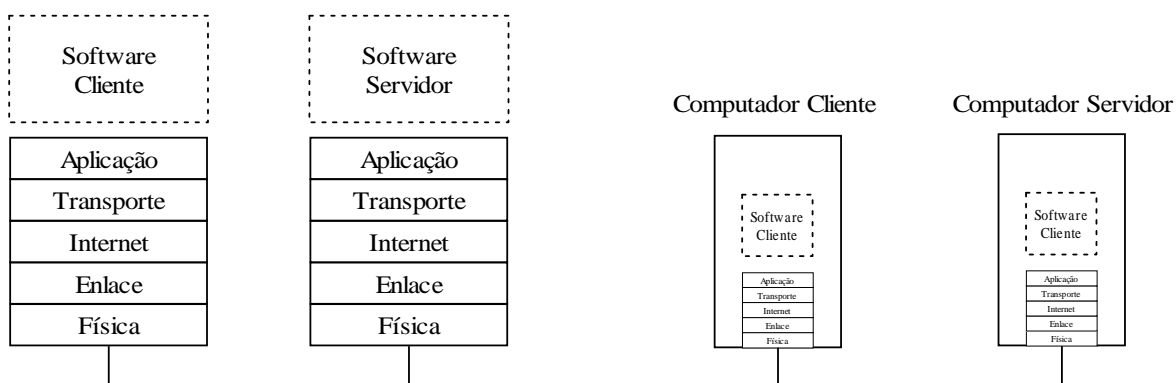 Software
Cliente
Aplicação
Transporte
Internet
Enlace
Física
Software
Servidor
Aplicação
Transporte
Internet
Enlace
Física
Computador Cliente
Software
Cliente
Aplicação
Transporte
Internet
Enlace
Física
Computador Servidor
Software
Cliente
Aplicação
Transporte
Internet
Enlace
Física